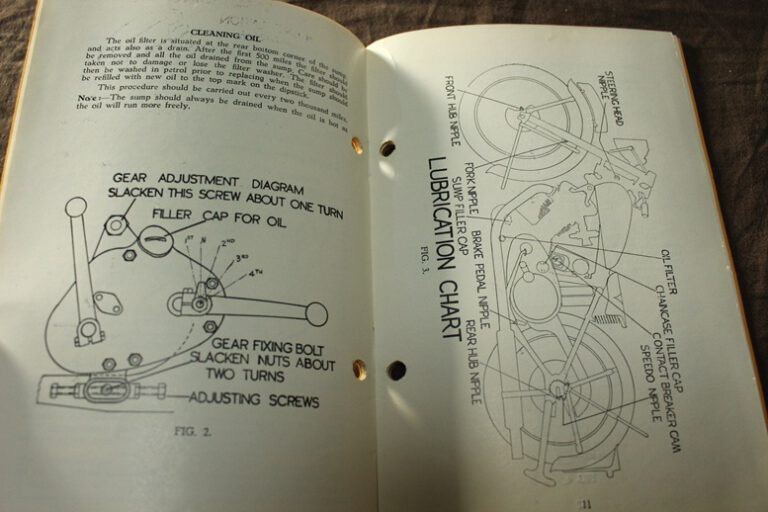 CLEANING OIL
The oil filter is situated at the rear bottom corner of the sump,
and acts also as a drain. After the first 500 miles the filter should
be removed and all the oil drained from the sump. Care should be
taken not to damage or lose the filter washer. The filter should
then be washed in petrol prior to replacing when the sump should
be refilled with new oil to the top mark on the dipstick.
This procedure should be carried out every two thousand miles.
NOTE:—The sump should always be drained when the oil is hot as
the oil will run more freely.
GEAR ADJUSTMENT DIAGRAM
SLACKEN THIS SCREW ABOUT ONE TURN
FILLER CAP FOR OIL
1ST
N
2ND
3RD
4TH
GEAR FIXING BOLT
SLACKEN NUTS ABOUT
TWO TURNS
ADJUSTING SCREWS
FIG. 2.
STEERING HEAD
NIPPLE
FRONT HUB NIPPLE
FORK NIPPLE
SUMP FILLER CAP
BRAKE PEDAL NIPPLE
REAR HUB NIPPLE
LUBRICATION CHART
FIG. 3.
OIL FILTER
CHAINCASE FILLER CAP
CONTACT BREAKER CAM
SPEEDO NIPPLE
11